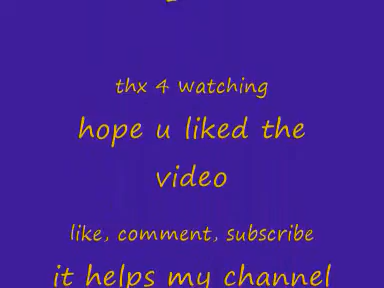 thx 4 watching
hope u liked the
video
like, comment, subscribe
it helps my channel